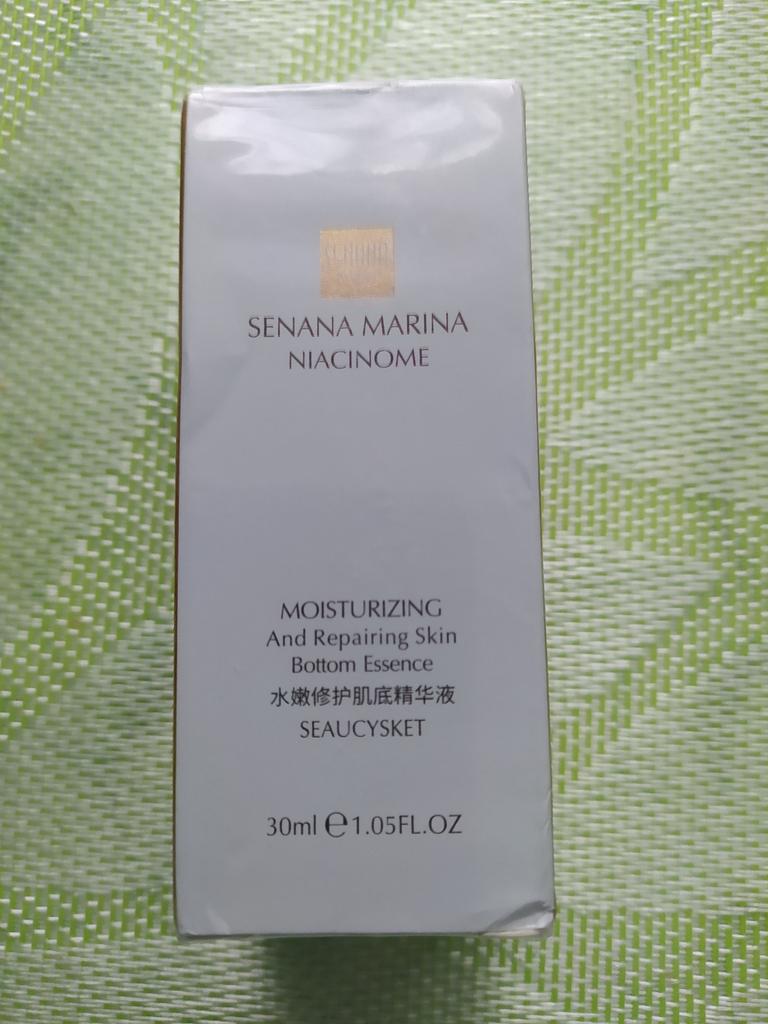 SENANA
SENANA MARINA
NIACINOME
MOISTURIZING
And Repairing Skin
Bottom Essence
水嫩修护肌底精华液
SEAUCYSKET
30ml ℮1.05FL.OZ